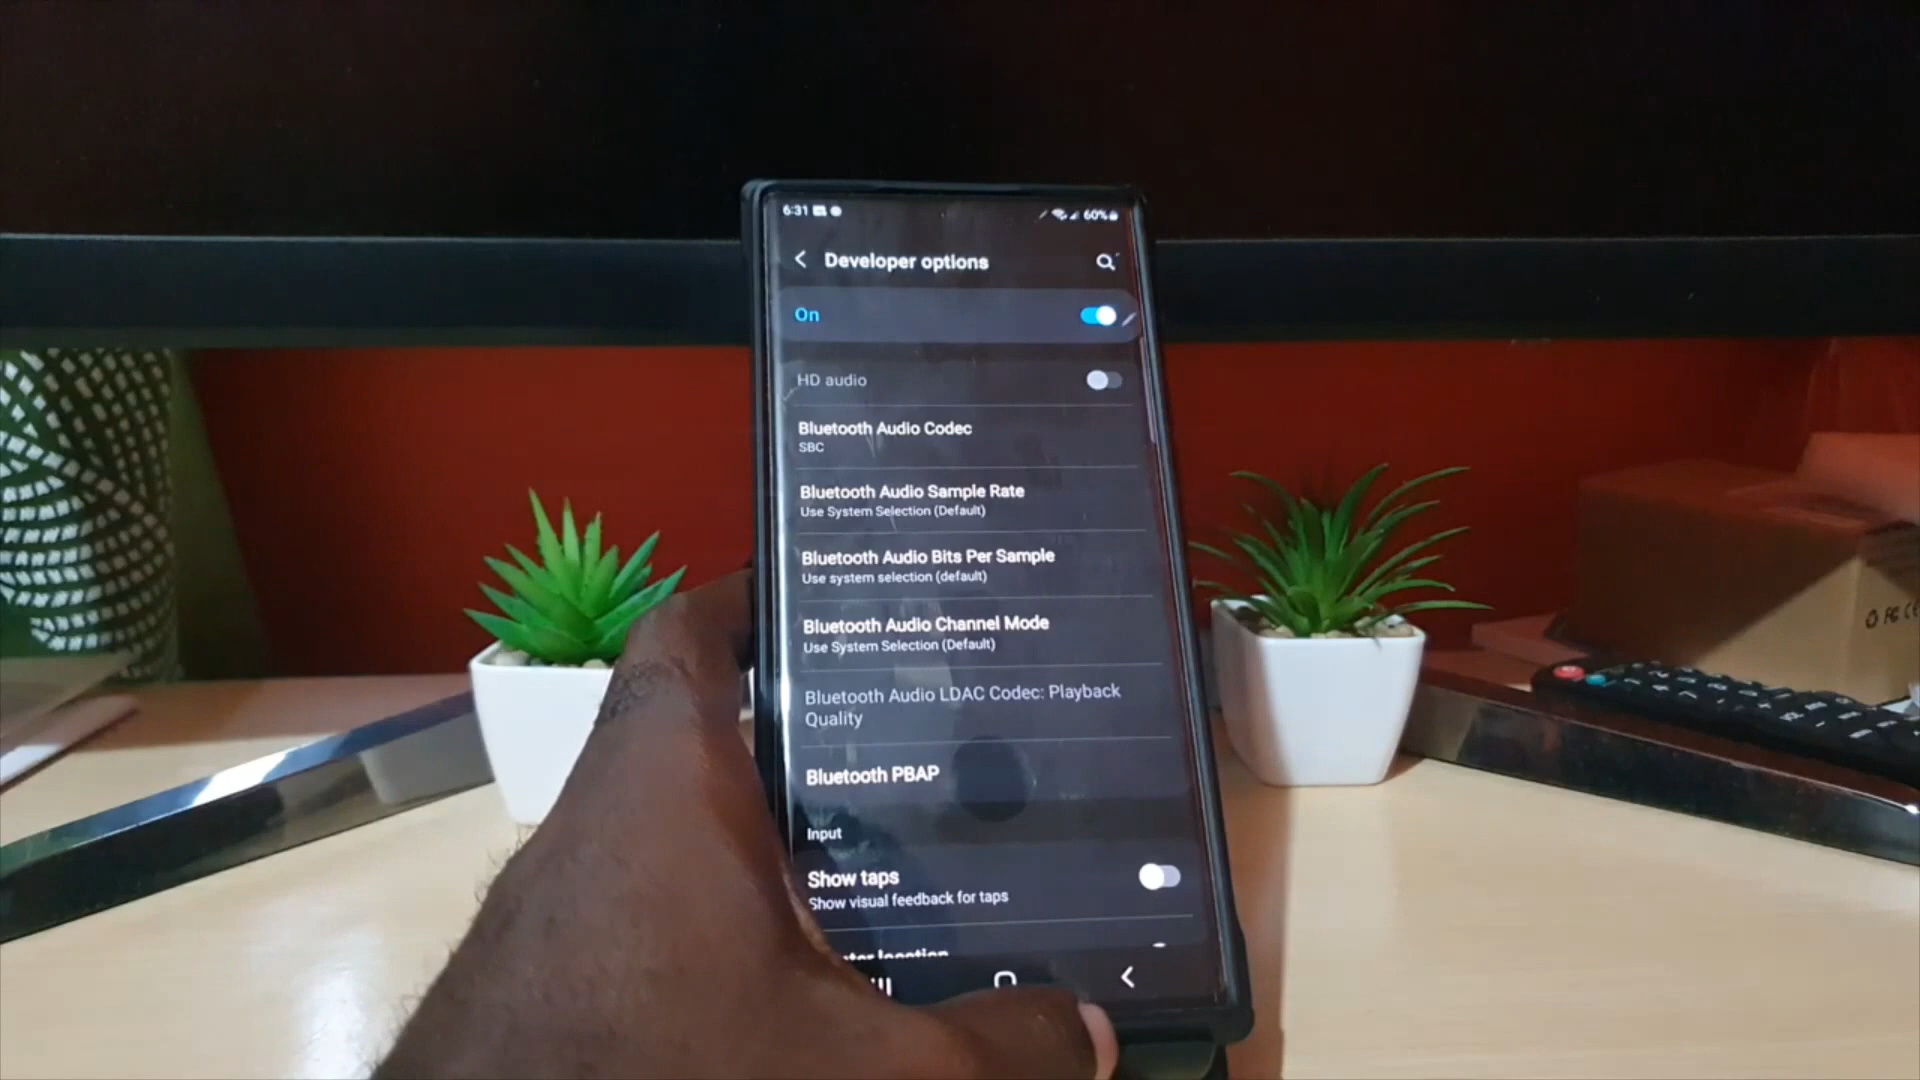 6:31 60%
Developer options
On
HD audio
Bluetooth Audio Codec
SBC
Bluetooth Audio Sample Rate
Use System Selection (Default)
Bluetooth Audio Bits Per Sample
Use system selection (default)
Bluetooth Audio Channel Mode
Use System Selection (Default)
Bluetooth Audio LDAC Codec: Playback
Quality
Bluetooth PBAP
Input
Show taps
Show visual feedback for taps
location